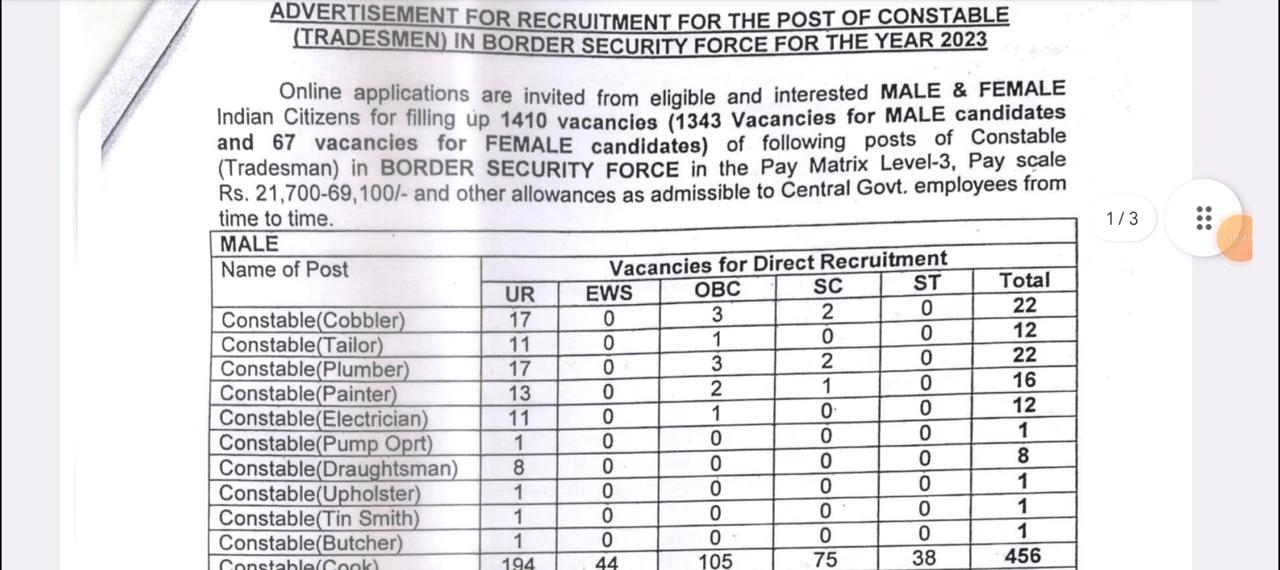 ADVERTISEMENT FOR RECRUITMENT FOR THE POST OF CONSTABLE
(TRADESMEN) IN BORDER SECURITY FORCE FOR THE YEAR 2023
Online applications are invited from eligible and interested MALE & FEMALE
Indian Citizens for filling up 1410 vacancies (1343 Vacancies for MALE candidates
and 67 vacancies for FEMALE candidates) of following posts of Constable
(Tradesman) in BORDER SECURITY FORCE in the Pay Matrix Level-3, Pay scale
Rs. 21,700-69,100/- and other allowances as admissible to Central Govt. employees from
time to time.
1 / 3
MALE
Name of Post Vacancies for Direct Recruitment
UR EWS OBC SC ST Total
Constable(Cobbler) 17 0 3 2 0 22
Constable(Tailor) 11 0 1 0 0 12
Constable(Plumber) 17 0 3 2 0 22
Constable(Painter) 13 0 2 1 0 16
Constable(Electrician) 11 0 1 0 0 12
Constable(Pump Oprt) 1 0 0 0 0 1
Constable(Draughtsman) 8 0 0 0 0 8
Constable(Upholster) 1 0 0 0 0 1
Constable(Tin Smith) 1 0 0 0 0 1
Constable(Butcher) 1 0 0 0 0 1
Constable(Cook) 194 44 105 75 38 456